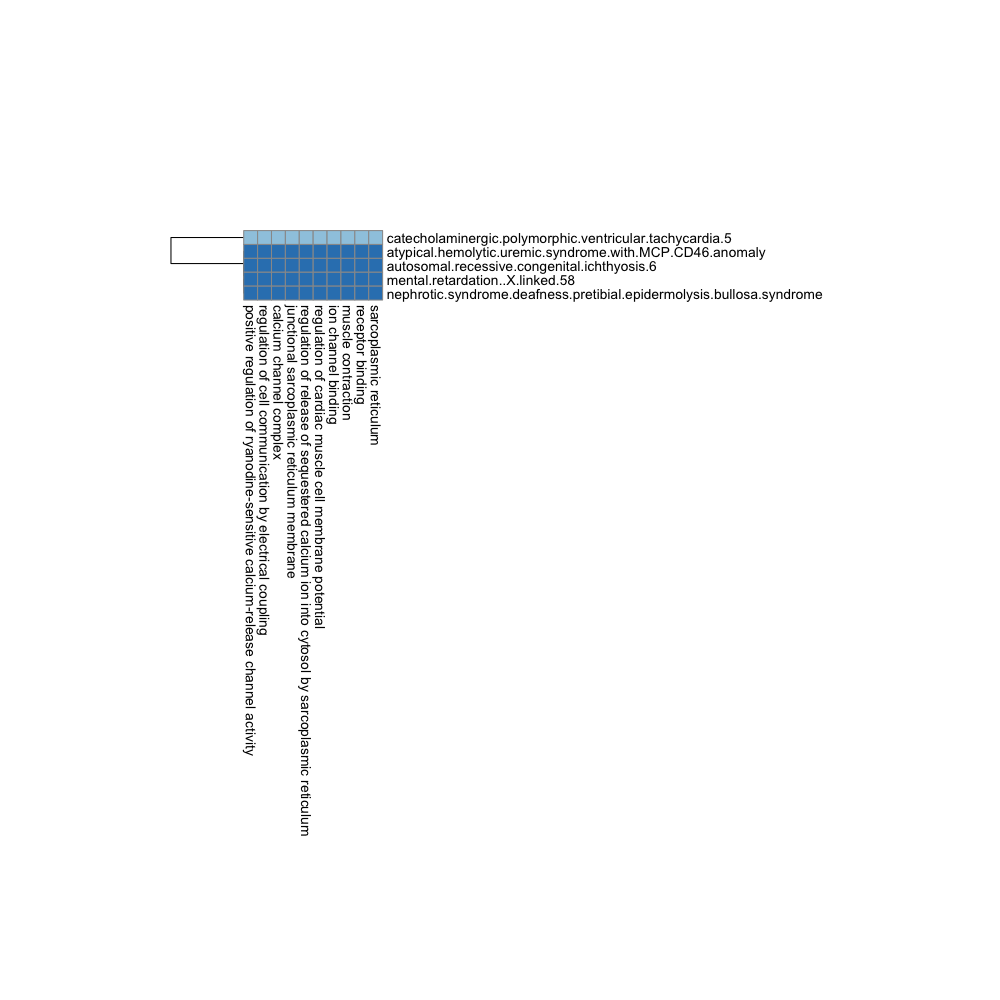 catecholaminergic.polymorphic.ventricular.tachycardia.5
atypical.hemolytic.uremic.syndrome.with.MCP.CD46.anomaly
autosomal.recessive.congenital.ichthyosis.6
mental.retardation..X.linked.58
nephrotic.syndrome.deafness.pretibial.epidermolysis.bullosa.syndrome
positive regulation of ryanodine-sensitive calcium-release channel activity
regulation of cell communication by electrical coupling
calcium channel complex
junctional sarcoplasmic reticulum membrane
regulation of release of sequestered calcium ion into cytosol by sarcoplasmic reticulum
regulation of cardiac muscle cell membrane potential
ion channel binding
muscle contraction
receptor binding
sarcoplasmic reticulum